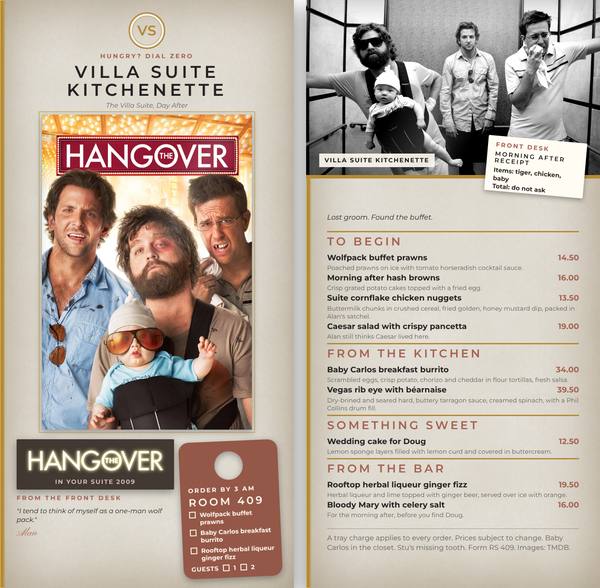 VS
HUNGRY? DIAL ZERO
VILLA SUITE
KITCHENETTE
The Villa Suite, Day After
THE HANGOVER
HANGOVER
THE
IN YOUR SUITE 2009
FROM THE FRONT DESK
"I tend to think of myself as a one-man wolf
pack."
Alan
ORDER BY 3 AM
ROOM 409
Wolfpack buffet
prawns
Baby Carlos breakfast
burrito
Rooftop herbal liqueur
ginger fizz
GUESTS 1 2
VILLA SUITE KITCHENETTE
FRONT DESK
MORNING AFTER
RECEIPT
Items: tiger, chicken,
baby
Total: do not ask
Lost groom. Found the buffet.
TO BEGIN
Wolfpack buffet prawns 14.50
Poached prawns on ice with tomato horseradish cocktail sauce.
Morning after hash browns 16.00
Crisp grated potato cakes topped with a fried egg.
Suite cornflake chicken nuggets 13.50
Buttermilk chunks in crushed cereal, fried golden, honey mustard dip, packed in
Alan's satchel.
Caesar salad with crispy pancetta 19.00
Alan still thinks Caesar lived here.
FROM THE KITCHEN
Baby Carlos breakfast burrito 34.00
Scrambled eggs, crisp potato, chorizo and cheddar in flour tortillas, fresh salsa.
Vegas rib eye with béarnaise 39.50
Dry-brined and seared hard, buttery tarragon sauce, creamed spinach, with a Phil
Collins drum fill.
SOMETHING SWEET
Wedding cake for Doug 12.50
Lemon sponge layers filled with lemon curd and covered in buttercream.
FROM THE BAR
Rooftop herbal liqueur ginger fizz 19.50
Herbal liqueur and lime topped with ginger beer, served over ice with orange.
Bloody Mary with celery salt 16.00
For the morning after, before you find Doug.
A tray charge applies to every order. Prices subject to change. Baby
Carlos in the closet. Stu's missing tooth. Form RS 409. Images: TMDB.